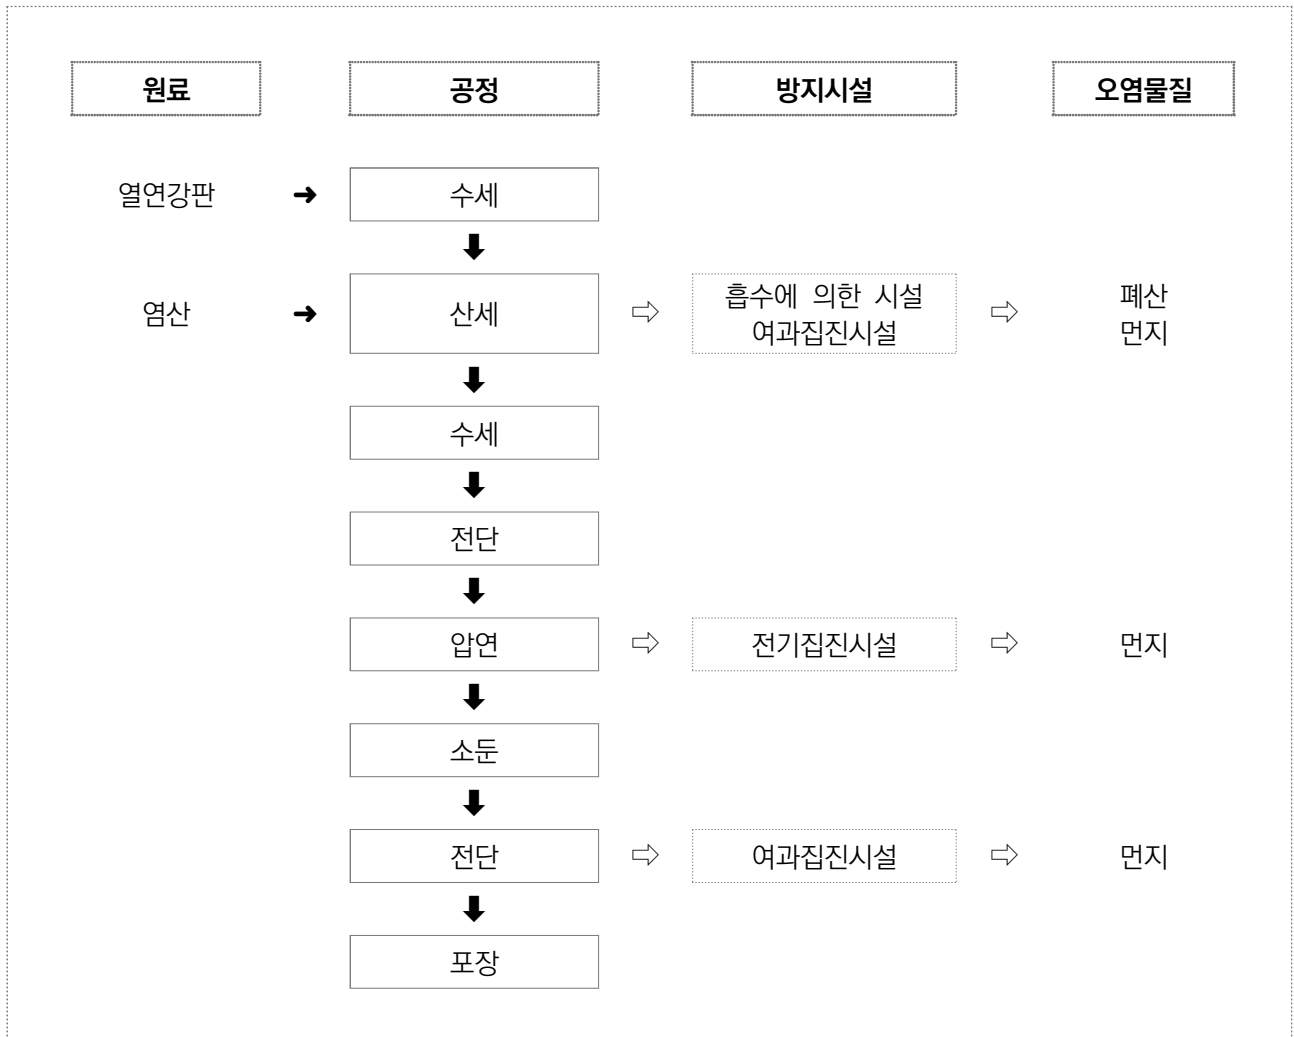 원료 공정 방지시설 오염물질
열연강판 ➜ 수세
⬇
염산 ➜ 산세 ⇨ 흡수에 의한 시설 ⇨ 폐산
여과집진시설 먼지
⬇
수세
⬇
전단
⬇
압연 ⇨ 전기집진시설 ⇨ 먼지
⬇
소둔
⬇
전단 ⇨ 여과집진시설 ⇨ 먼지
⬇
포장